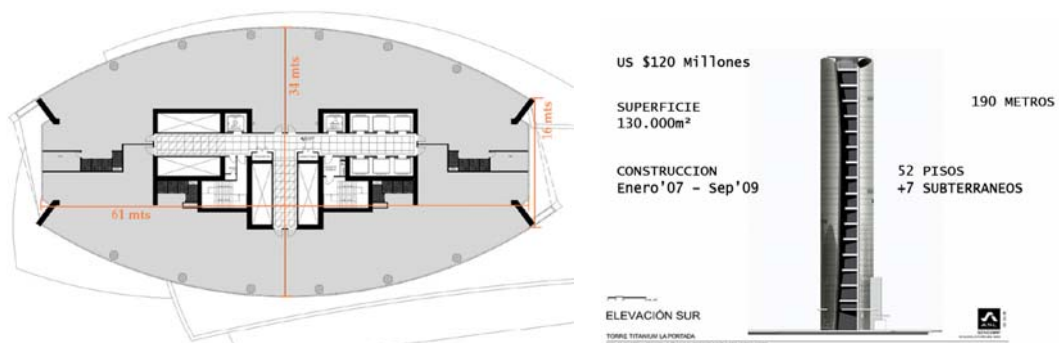 34 mts
16 mts
61 mts
US $120 Millones
190 METROS
SUPERFICIE
130.000m²
CONSTRUCCION
Enero'07 – Sep'09
52 PISOS
+7 SUBTERRANEOS
ELEVACIÓN SUR
TORRE TITANIUM LA PORTADA